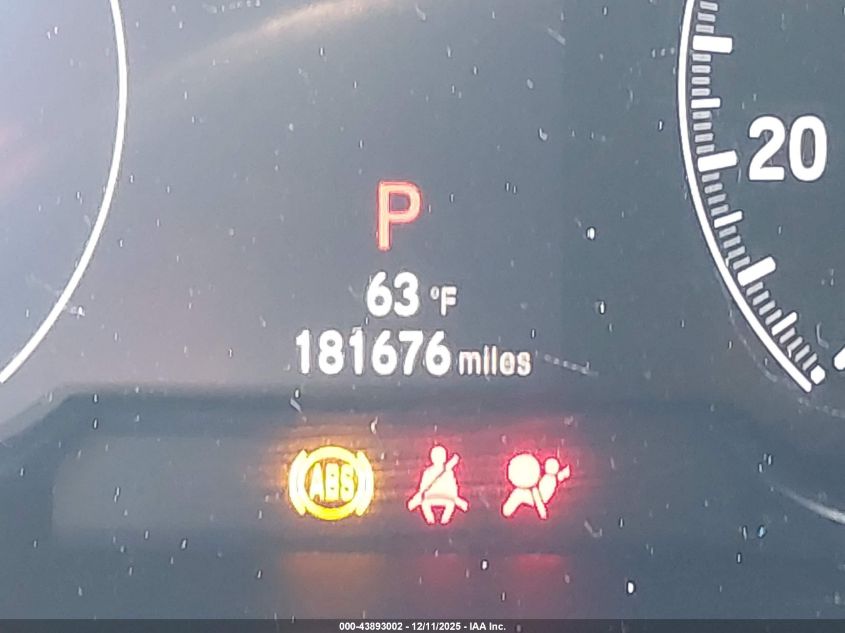 20
P
63 °F
181676 miles
ABS
000-43893002 - 12/11/2025 - IAA Inc.